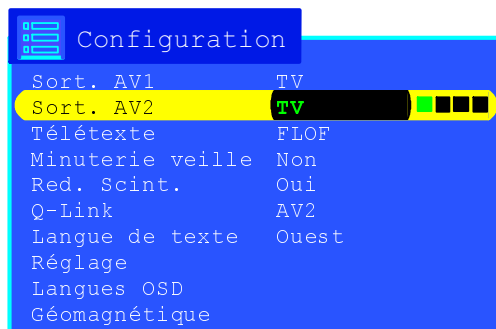 Configuration
Sort. AV1 TV
Sort. AV2 TV
Télétexte FLOF
Minuterie veille Non
Red. Scint. Oui
Q-Link AV2
Langue de texte Ouest
Réglage
Langues OSD
Géomagnétique